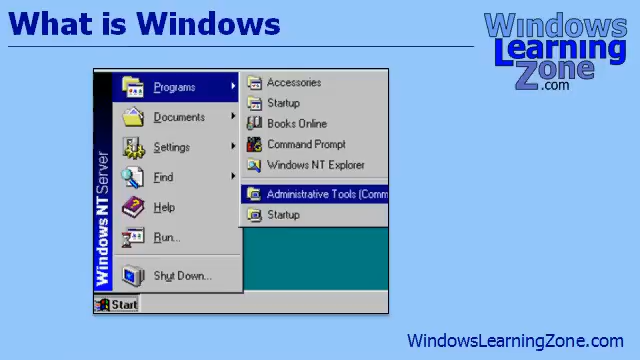 What is Windows
Windows
Learning
Zone
.com
Programs
Documents
Settings
Find
Help
Run...
Shut Down...
Windows NT Server
Start
Accessories
Startup
Books Online
Command Prompt
Windows NT Explorer
Administrative Tools (Comm
Startup
WindowsLearningZone.com